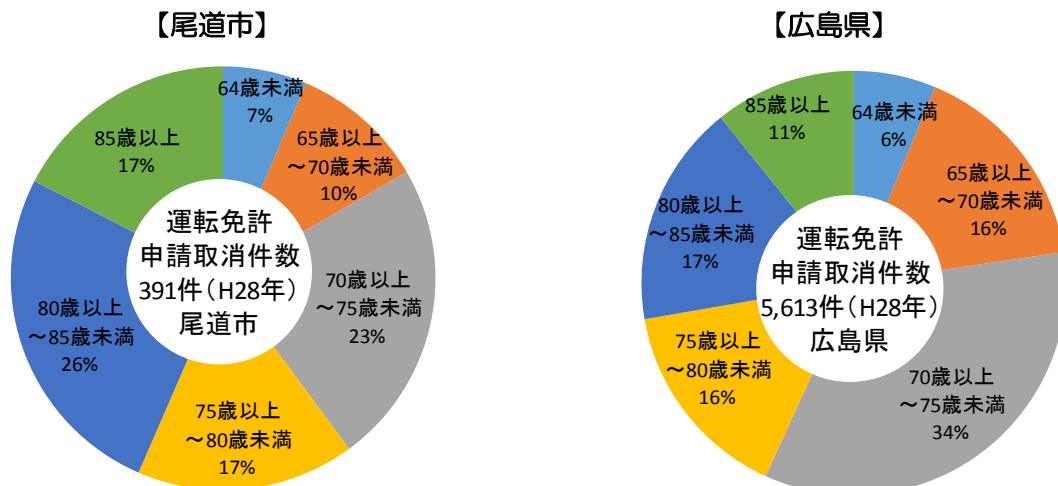 【尾道市】
64歳未満
7%
65歳以上
～70歳未満
10%
70歳以上
～75歳未満
23%
75歳以上
～80歳未満
17%
80歳以上
～85歳未満
26%
85歳以上
17%
運転免許
申請取消件数
391件（H28年）
尾道市
【広島県】
64歳未満
6%
65歳以上
～70歳未満
16%
70歳以上
～75歳未満
34%
75歳以上
～80歳未満
16%
80歳以上
～85歳未満
17%
85歳以上
11%
運転免許
申請取消件数
5,613件（H28年）
広島県